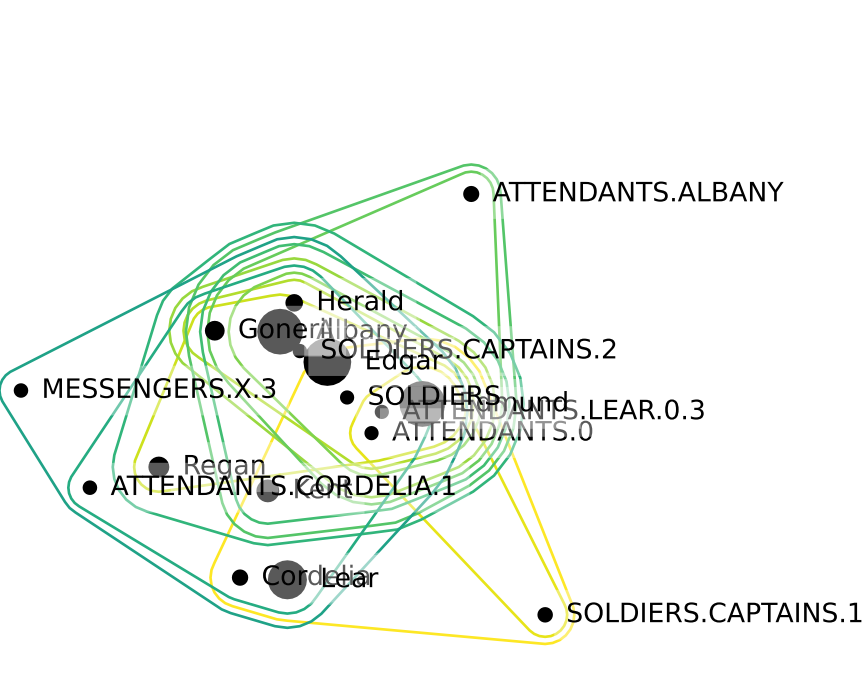 ATTENDANTS.ALBANY
Herald
Goneril
Albany
SOLDIERS.CAPTAINS.2
Edgar
MESSENGERS.X.3
SOLDIERS
Edmund
ATTENDANTS.LEAR.0.3
ATTENDANTS.0
Regan
ATTENDANTS.CORDELIA.1
Kent
Cordelia
Lear
SOLDIERS.CAPTAINS.1